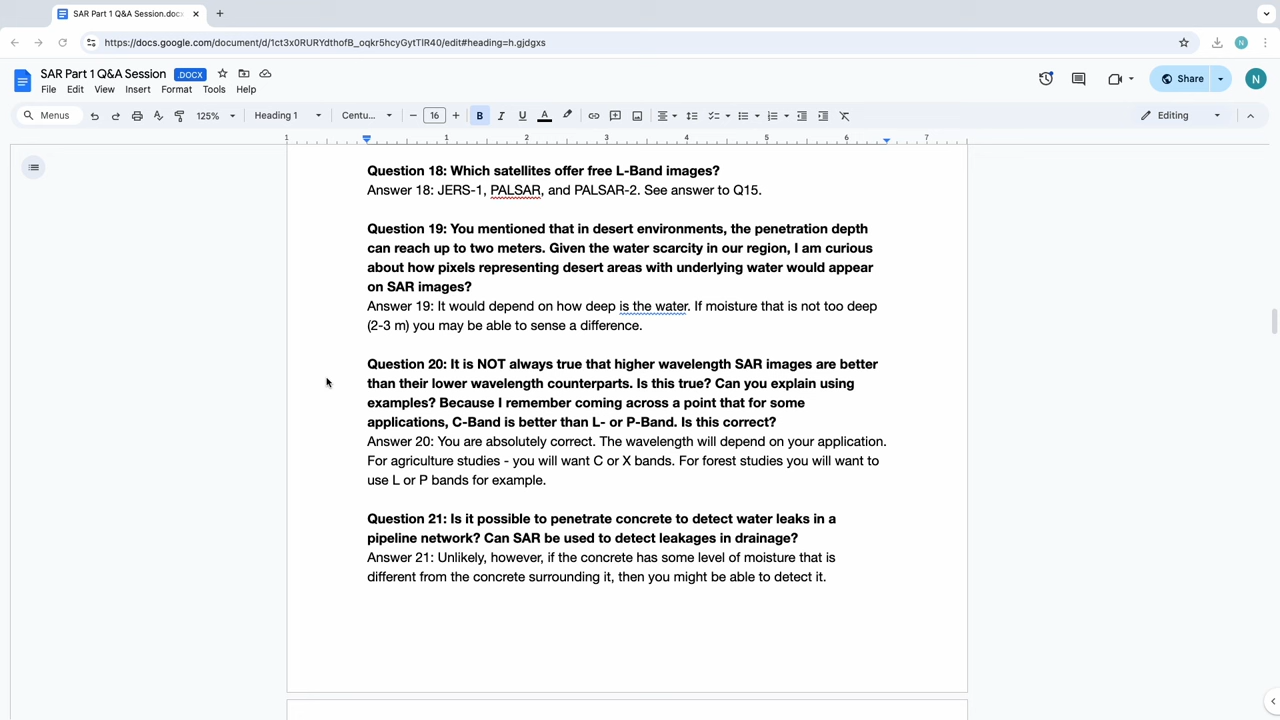 SAR Part 1 Q&A Session.docx
https://docs.google.com/document/d/1ct3x0RURYdthofB_oqkr5hcyGytTlR40/edit#heading=h.gjdgxs
N
SAR Part 1 Q&A Session .DOCX
File Edit View Insert Format Tools Help
Share
N
Menus 125% Heading 1 Centu... 16 B I U A Editing
1 1 2 3 4 5 6 7
Question 18: Which satellites offer free L-Band images?
Answer 18: JERS-1, PALSAR, and PALSAR-2. See answer to Q15.
Question 19: You mentioned that in desert environments, the penetration depth
can reach up to two meters. Given the water scarcity in our region, I am curious
about how pixels representing desert areas with underlying water would appear
on SAR images?
Answer 19: It would depend on how deep is the water. If moisture that is not too deep
(2-3 m) you may be able to sense a difference.
Question 20: It is NOT always true that higher wavelength SAR images are better
than their lower wavelength counterparts. Is this true? Can you explain using
examples? Because I remember coming across a point that for some
applications, C-Band is better than L- or P-Band. Is this correct?
Answer 20: You are absolutely correct. The wavelength will depend on your application.
For agriculture studies - you will want C or X bands. For forest studies you will want to
use L or P bands for example.
Question 21: Is it possible to penetrate concrete to detect water leaks in a
pipeline network? Can SAR be used to detect leakages in drainage?
Answer 21: Unlikely, however, if the concrete has some level of moisture that is
different from the concrete surrounding it, then you might be able to detect it.